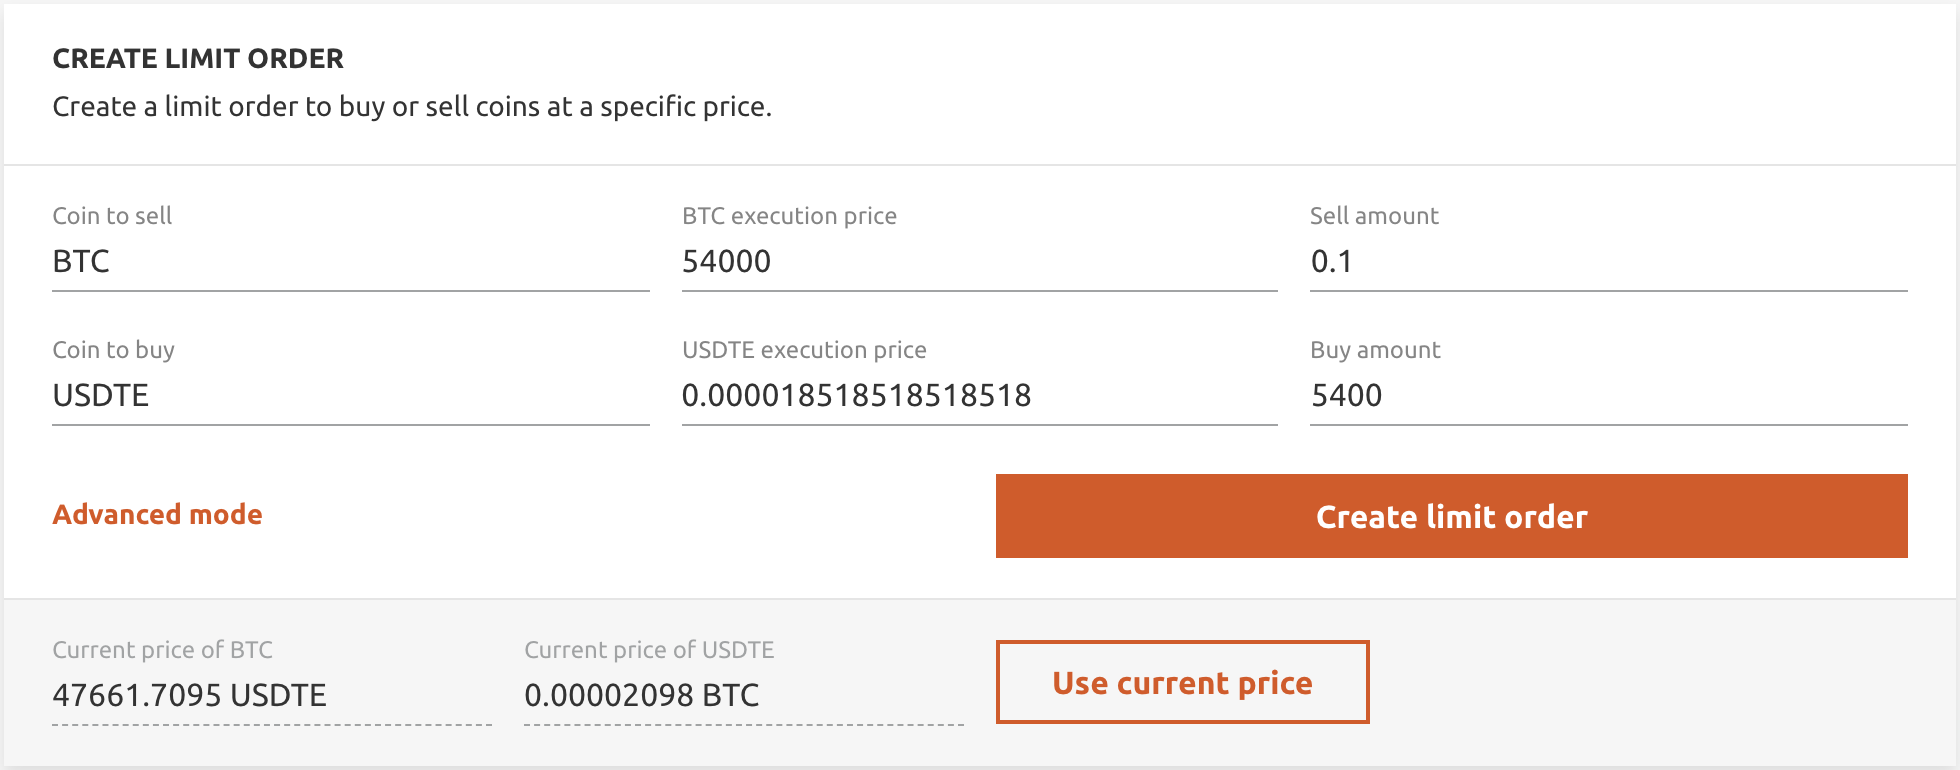 CREATE LIMIT ORDER
Create a limit order to buy or sell coins at a specific price.
Coin to sell
BTC
BTC execution price
54000
Sell amount
0.1
Coin to buy
USDTE
USDTE execution price
0.000018518518518518
Buy amount
5400
Advanced mode
Create limit order
Current price of BTC
47661.7095 USDTE
Current price of USDTE
0.00002098 BTC
Use current price